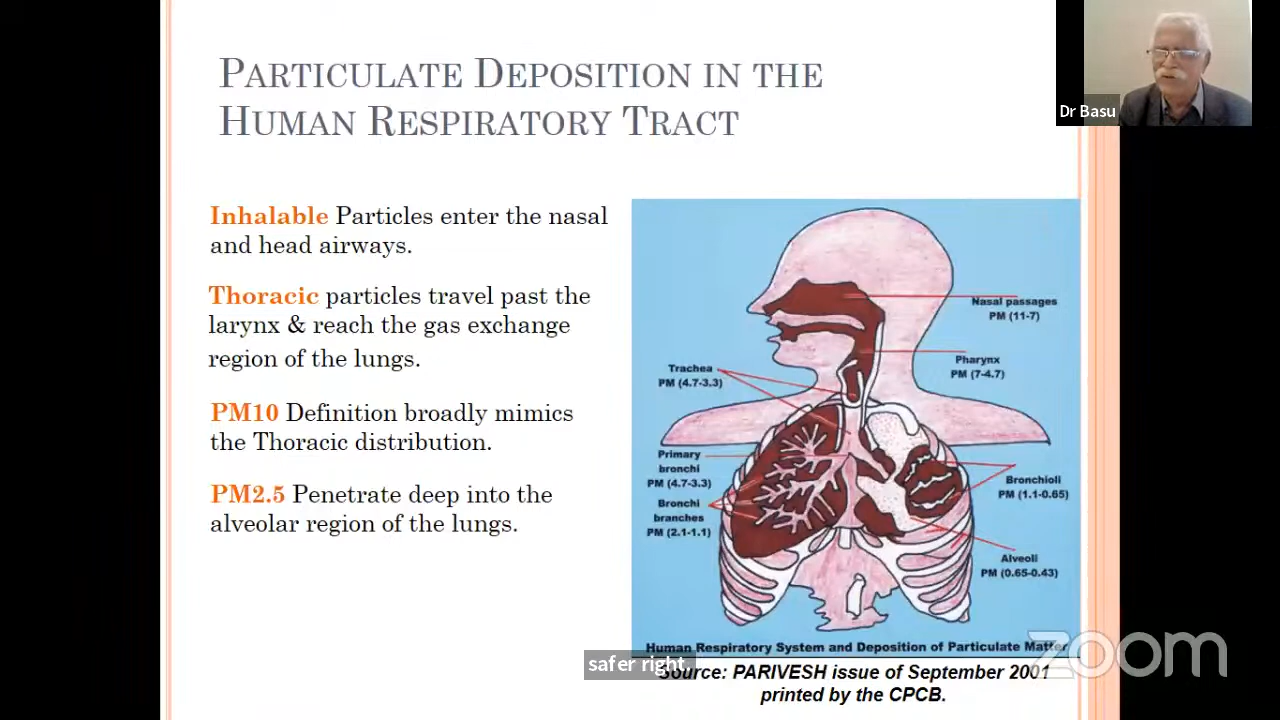 PARTICULATE DEPOSITION IN THE
HUMAN RESPIRATORY TRACT
Dr Basu
Inhalable Particles enter the nasal
and head airways.
Thoracic particles travel past the
larynx & reach the gas exchange
region of the lungs.
PM10 Definition broadly mimics
the Thoracic distribution.
PM2.5 Penetrate deep into the
alveolar region of the lungs.
Nasal passages
PM (11-7)
Pharynx
PM (7-4.7)
Trachea
PM (4.7-3.3)
Primary
bronchi
PM (4.7-3.3)
Bronchi
branches
PM (2.1-1.1)
Bronchioli
PM (1.1-0.65)
Alveoli
PM (0.65-0.43)
Human Respiratory System and Deposition of Particulate Matter
safer right.
Source: PARIVESH issue of September 2001
printed by the CPCB.
zoom